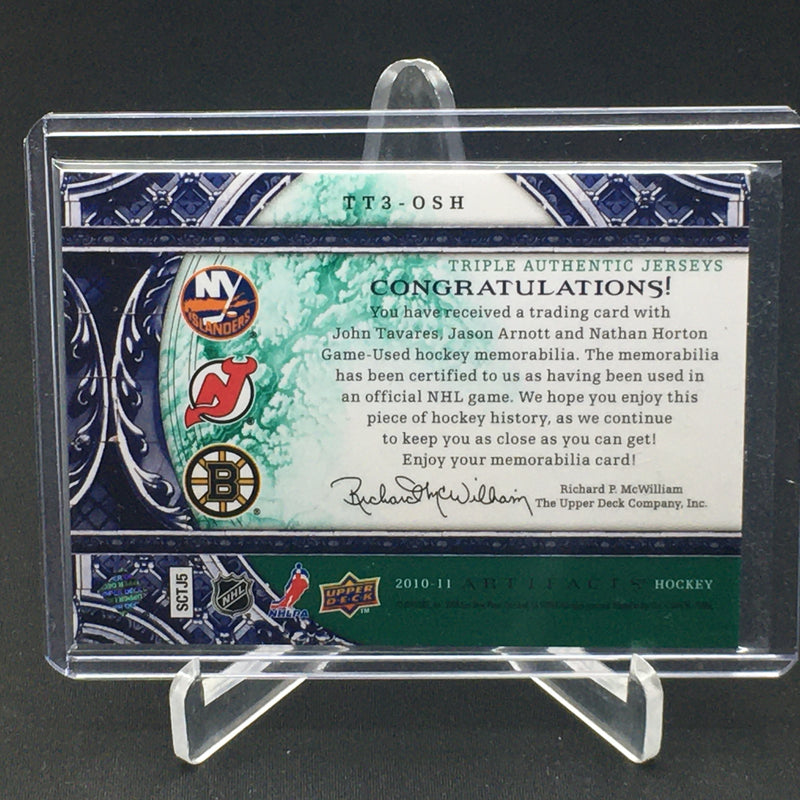 TT3-OSH
TRIPLE AUTHENTIC JERSEYS
CONGRATULATIONS!
You have received a trading card with
John Tavares, Jason Arnott and Nathan Horton
Game-Used hockey memorabilia. The memorabilia
has been certified to us as having been used in
an official NHL game. We hope you enjoy this
piece of hockey history, as we continue
to keep you as close as you can get!
Enjoy your memorabilia card!
Richard McWilliam
Richard P. McWilliam
The Upper Deck Company, Inc.
NY
ISLANDERS
NJ
B
®
SCTJ5
NHL
NHLPA
UPPER
DECK
TM
2010-11 ARTIFACTS HOCKEY